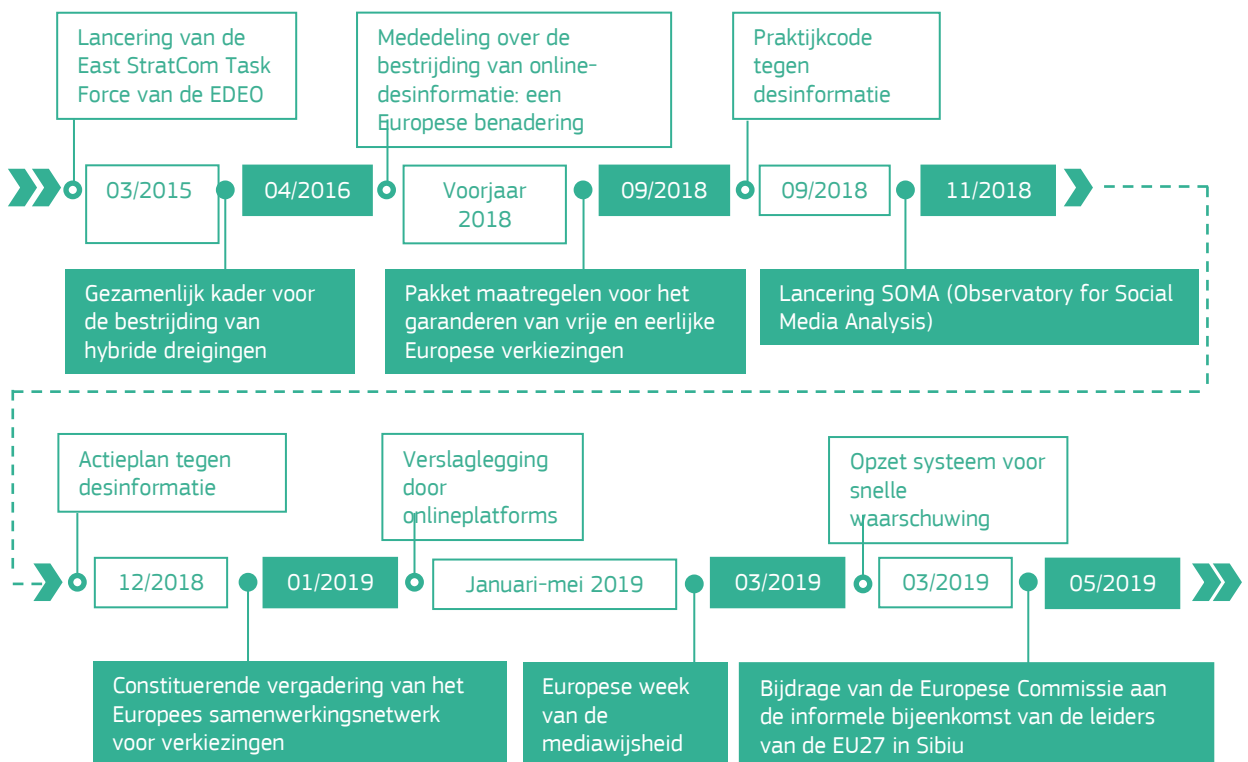 Lancering van de
East StratCom Task
Force van de EDEO
Mededeling over de
bestrijding van online-
desinformatie: een
Europese benadering
Praktijkcode
tegen
desinformatie
03/2015
04/2016
Voorjaar
2018
09/2018
09/2018
11/2018
Gezamenlijk kader voor
de bestrijding van
hybride dreigingen
Pakket maatregelen voor het
garanderen van vrije en eerlijke
Europese verkiezingen
Lancering SOMA (Observatory for Social
Media Analysis)
Actieplan tegen
desinformatie
Verslaglegging
door
onlineplatforms
Opzet systeem voor
snelle
waarschuwing
12/2018
01/2019
Januari-mei 2019
03/2019
03/2019
05/2019
Constituerende vergadering van het
Europees samenwerkingsnetwerk
voor verkiezingen
Europese week
van de
mediawijsheid
Bijdrage van de Europese Commissie aan
de informele bijeenkomst van de leiders
van de EU27 in Sibiu